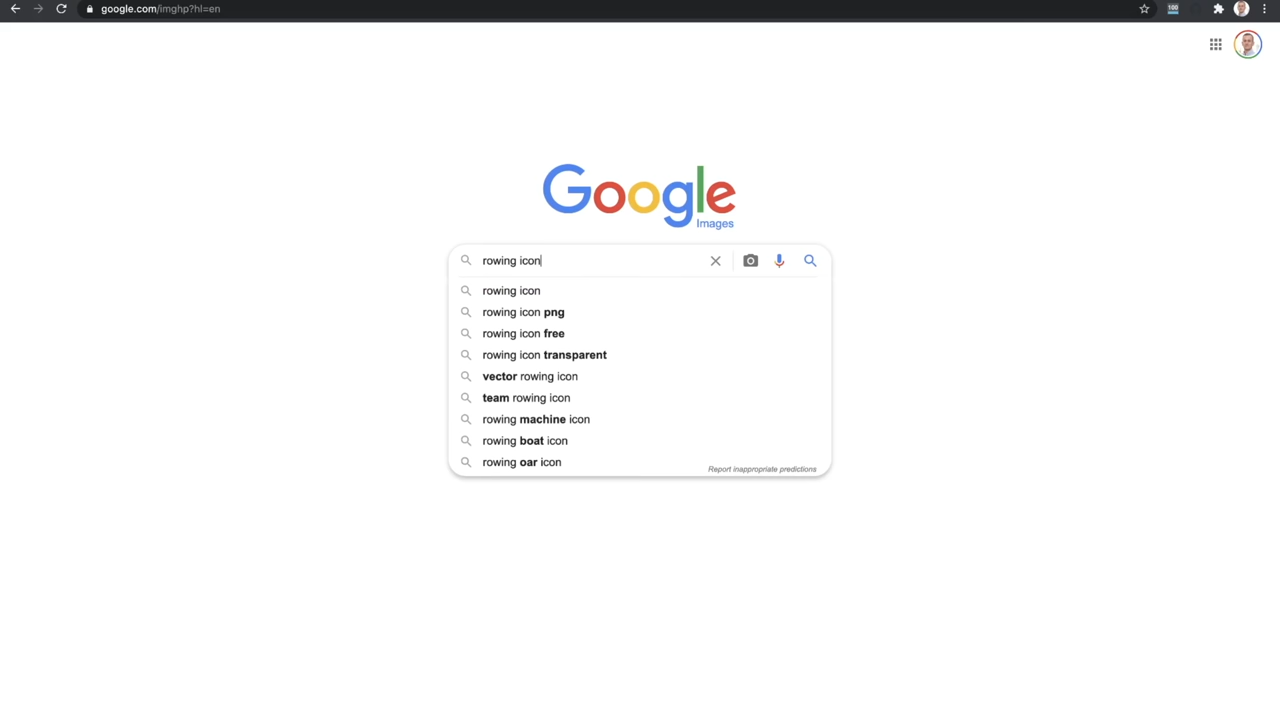 google.com/imghp?hl=en
100
Google
Images
rowing icon
rowing icon
rowing icon png
rowing icon free
rowing icon transparent
vector rowing icon
team rowing icon
rowing machine icon
rowing boat icon
rowing oar icon
Report inappropriate predictions